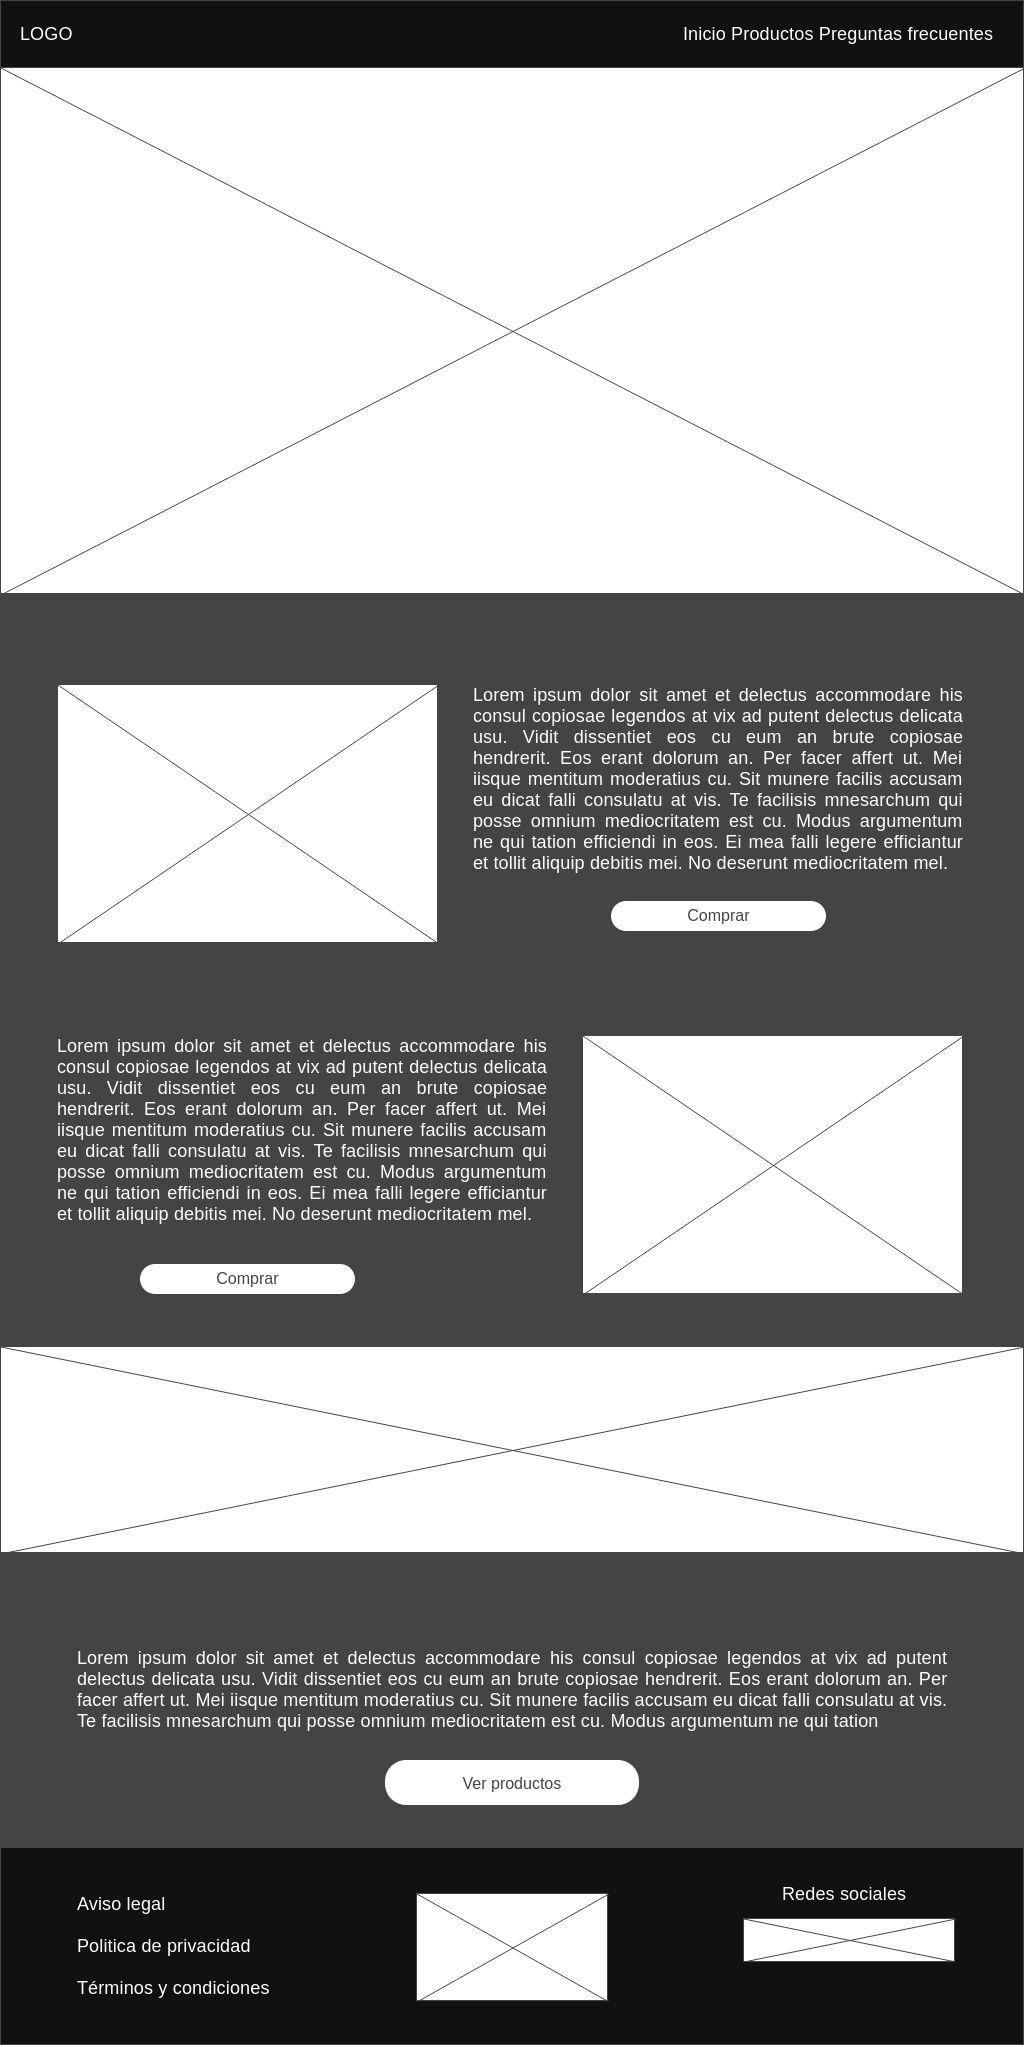 LOGO
Inicio Productos Preguntas frecuentes
Lorem ipsum dolor sit amet et delectus accommodare his
consul copiosae legendos at vix ad putent delectus delicata
usu. Vidit dissentiet eos cu eum an brute copiosae
hendrerit. Eos erant dolorum an. Per facer affert ut. Mei
iisque mentitum moderatius cu. Sit munere facilis accusam
eu dicat falli consulatu at vis. Te facilisis mnesarchum qui
posse omnium mediocritatem est cu. Modus argumentum
ne qui tation efficiendi in eos. Ei mea falli legere efficiantur
et tollit aliquip debitis mei. No deserunt mediocritatem mel.
Comprar
Lorem ipsum dolor sit amet et delectus accommodare his
consul copiosae legendos at vix ad putent delectus delicata
usu. Vidit dissentiet eos cu eum an brute copiosae
hendrerit. Eos erant dolorum an. Per facer affert ut. Mei
iisque mentitum moderatius cu. Sit munere facilis accusam
eu dicat falli consulatu at vis. Te facilisis mnesarchum qui
posse omnium mediocritatem est cu. Modus argumentum
ne qui tation efficiendi in eos. Ei mea falli legere efficiantur
et tollit aliquip debitis mei. No deserunt mediocritatem mel.
Comprar
Lorem ipsum dolor sit amet et delectus accommodare his consul copiosae legendos at vix ad putent
delectus delicata usu. Vidit dissentiet eos cu eum an brute copiosae hendrerit. Eos erant dolorum an. Per
facer affert ut. Mei iisque mentitum moderatius cu. Sit munere facilis accusam eu dicat falli consulatu at vis.
Te facilisis mnesarchum qui posse omnium mediocritatem est cu. Modus argumentum ne qui tation
Ver productos
Aviso legal
Politica de privacidad
Términos y condiciones
Redes sociales